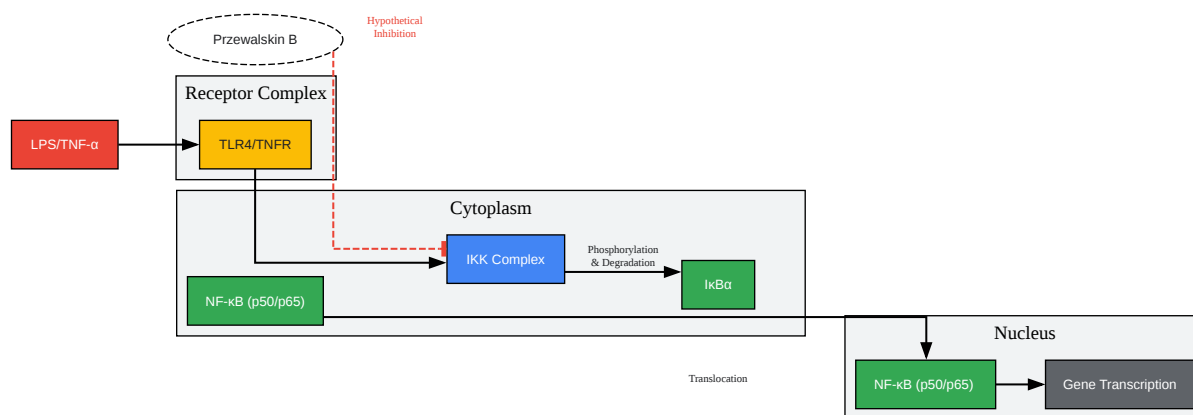 Przewalskin B
Hypothetical
Inhibition
Receptor Complex
LPS/TNF-α
TLR4/TNFR
Cytoplasm
IKK Complex
Phosphorylation
& Degradation
IκBα
NF-κB (p50/p65)
Nucleus
Translocation
NF-κB (p50/p65)
Gene Transcription